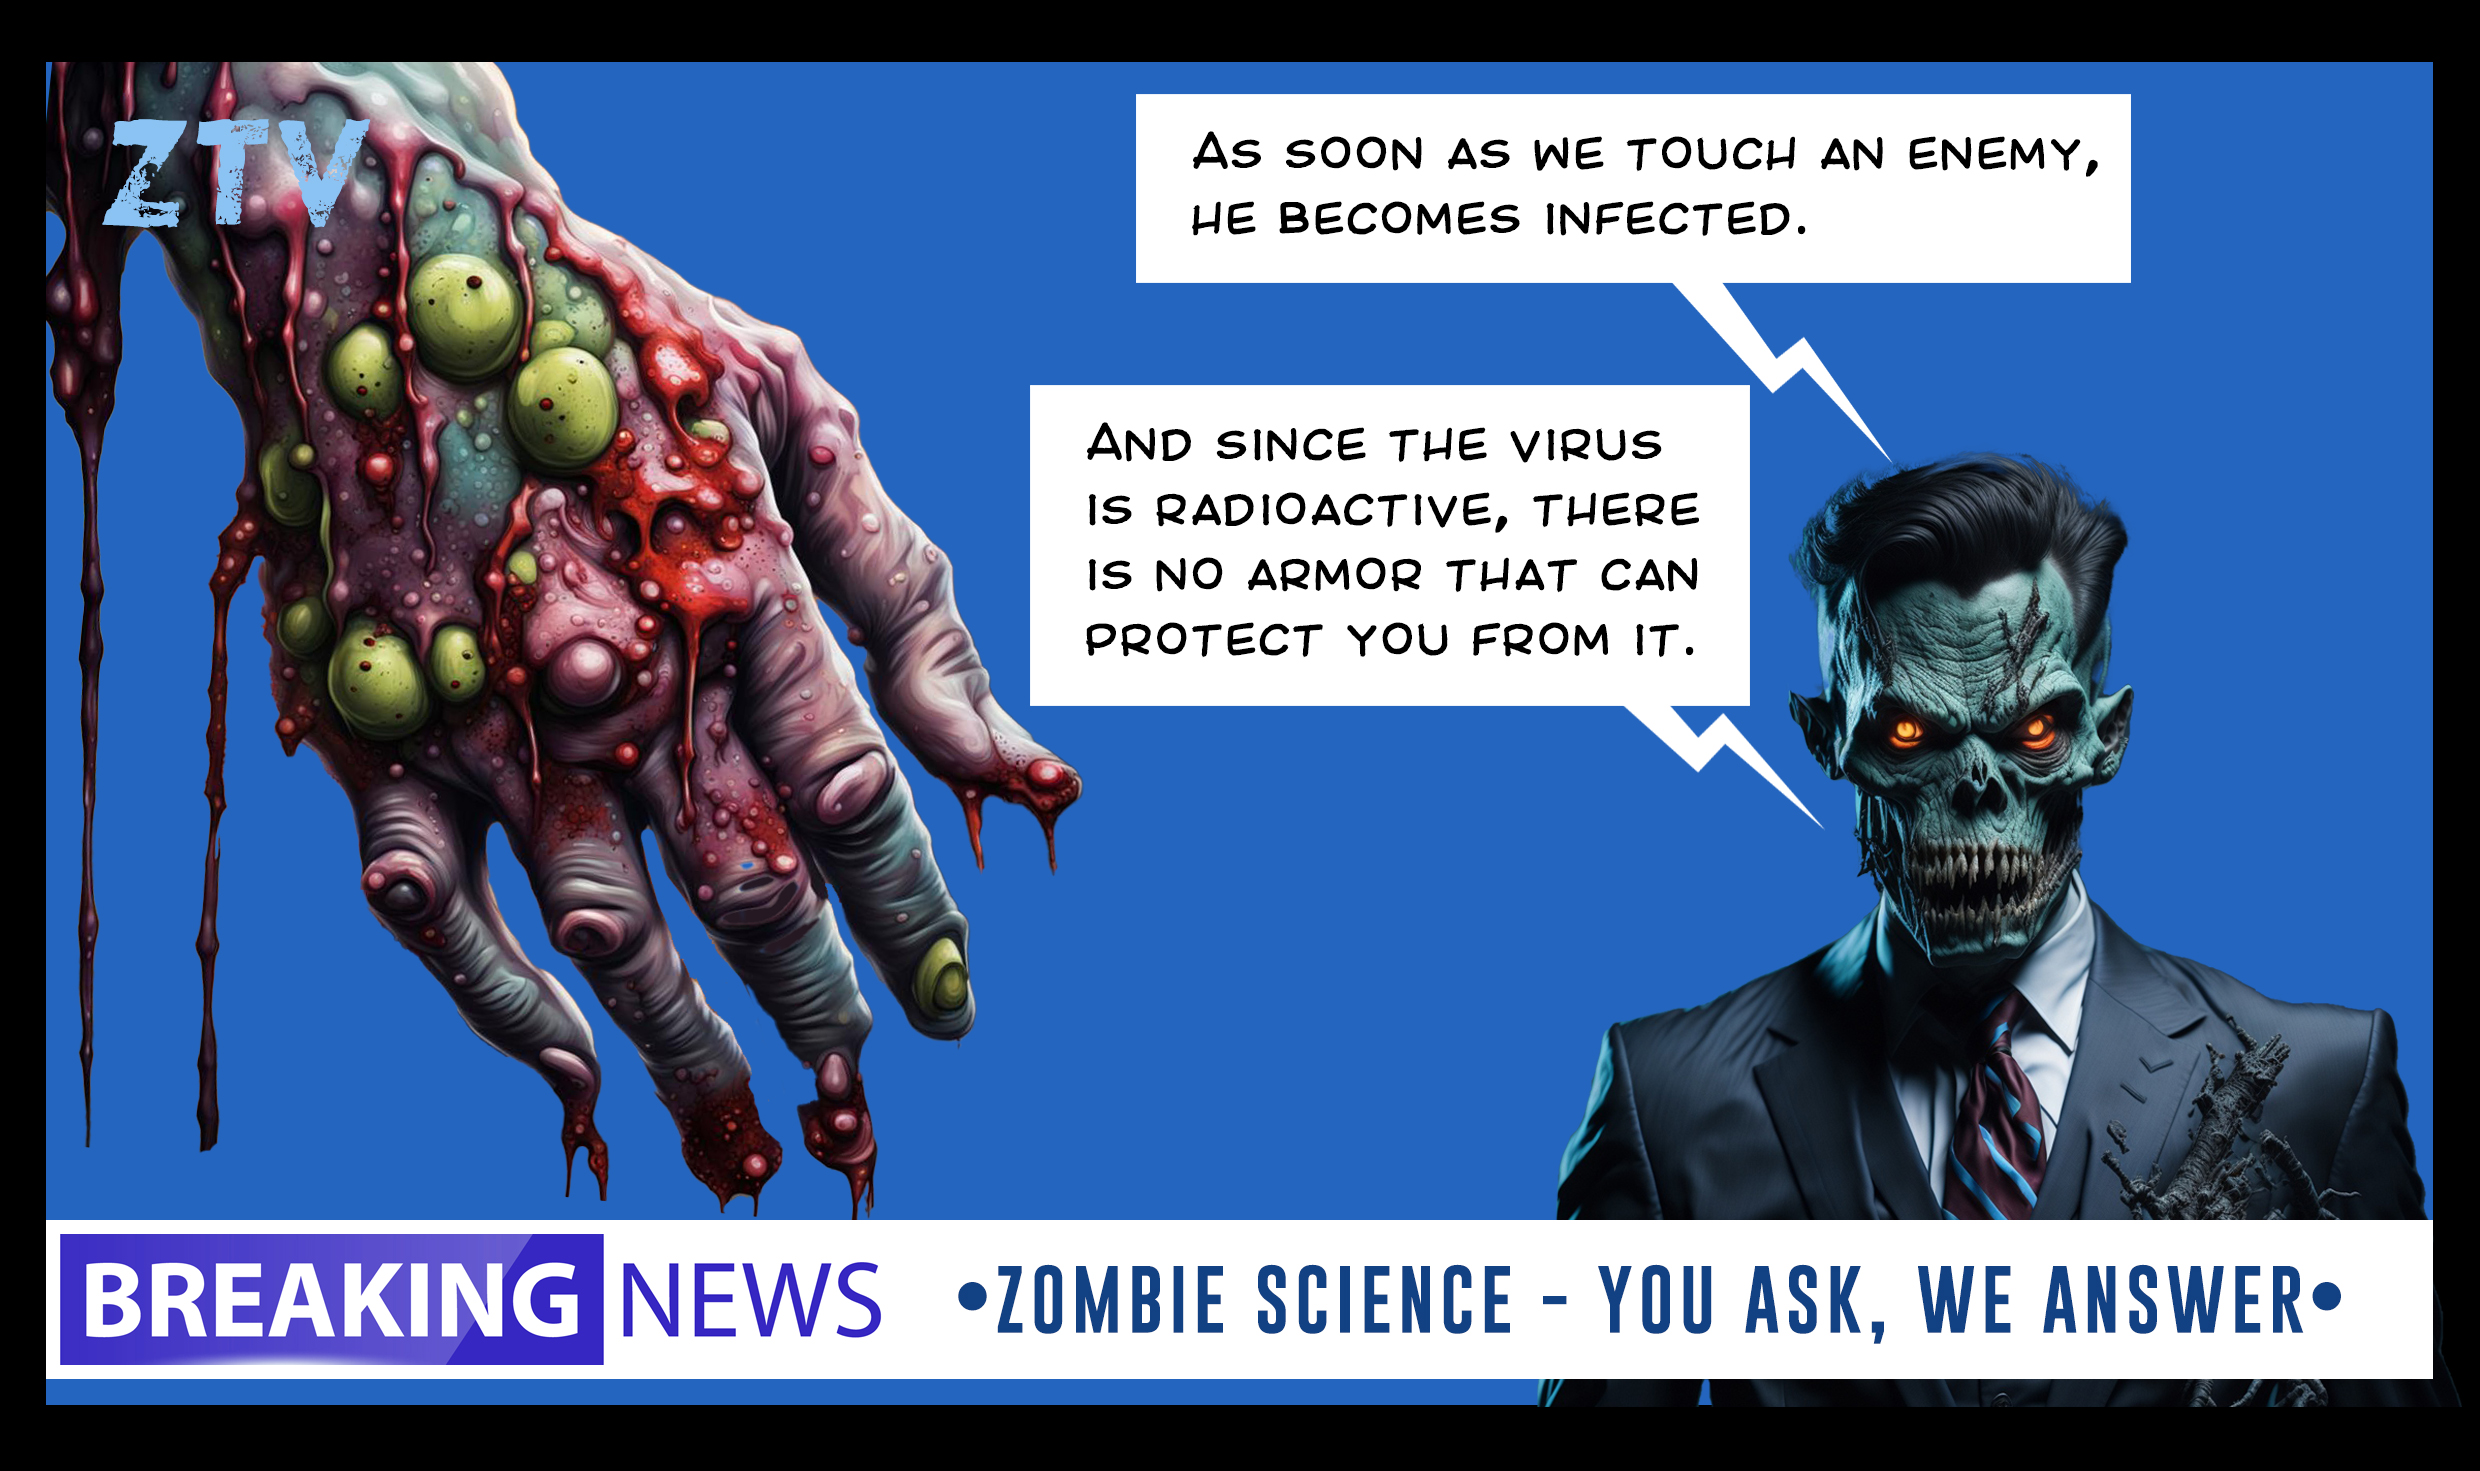 ZTV
AS SOON AS WE TOUCH AN ENEMY,
HE BECOMES INFECTED.
AND SINCE THE VIRUS
IS RADIOACTIVE, THERE
IS NO ARMOR THAT CAN
PROTECT YOU FROM IT.
BREAKING NEWS •ZOMBIE SCIENCE - YOU ASK, WE ANSWER•